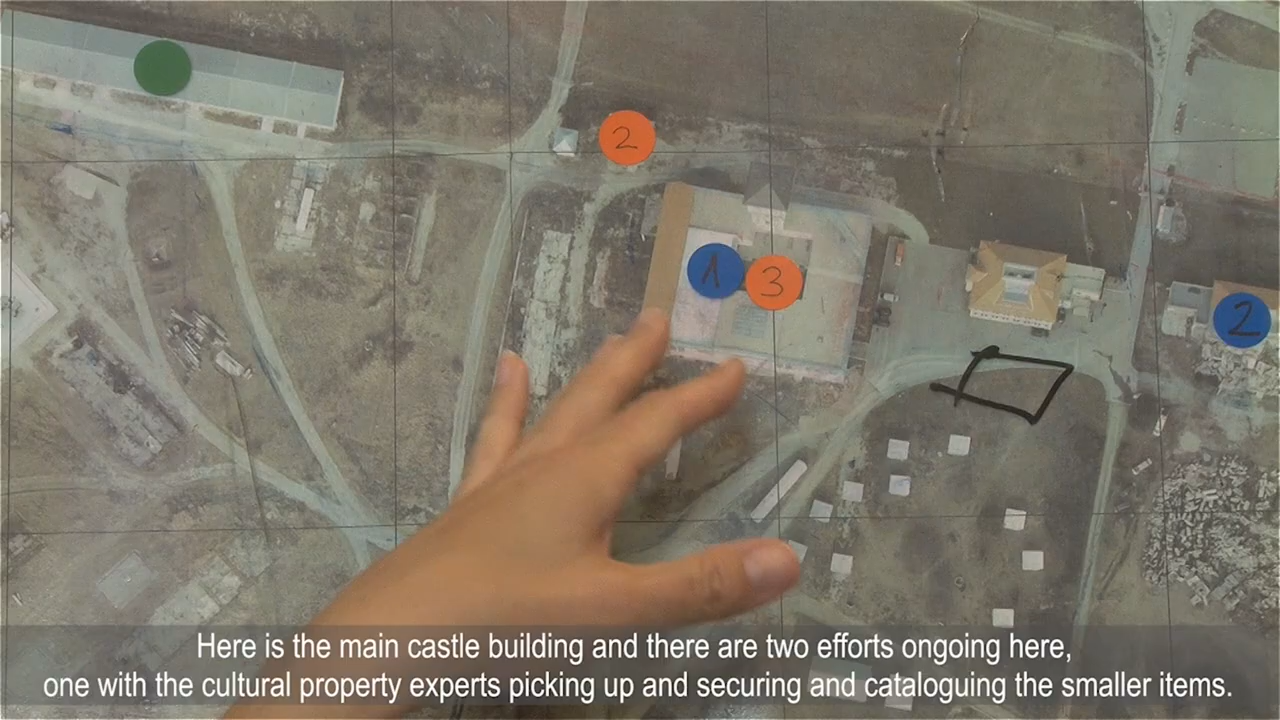 2
1
3
2
Here is the main castle building and there are two efforts ongoing here,
one with the cultural property experts picking up and securing and cataloguing the smaller items.